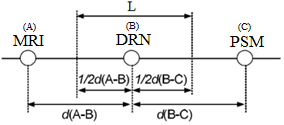 L
(A) (B) (C)
MRI DRN PSM
1/2d(A-B) 1/2d(B-C)
d(A-B) d(B-C)